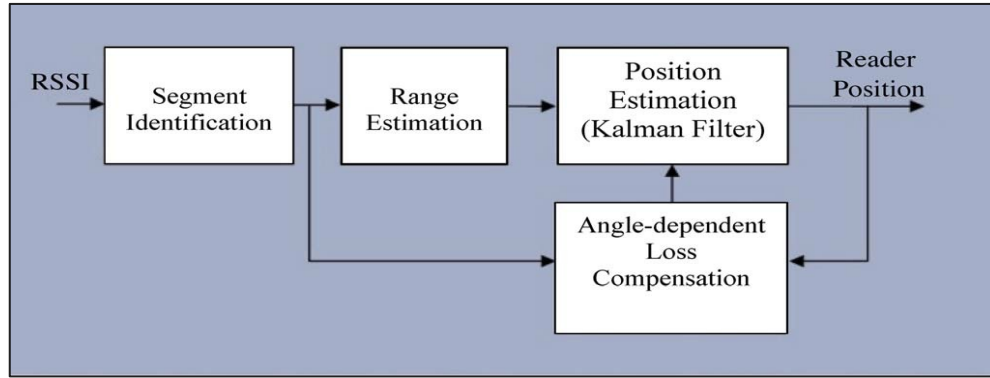 RSSI
Segment
Identification
Range
Estimation
Position
Estimation
(Kalman Filter)
Reader
Position
Angle-dependent
Loss
Compensation